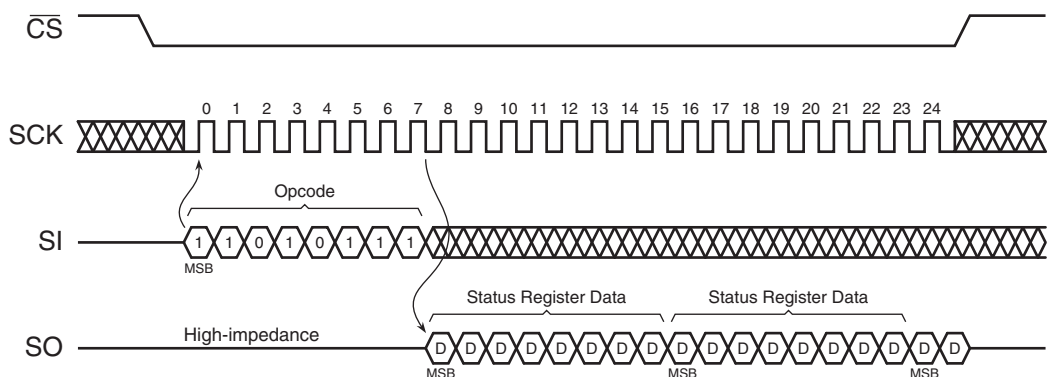 C̅S̅
0 1 2 3 4 5 6 7 8 9 10 11 12 13 14 15 16 17 18 19 20 21 22 23 24
SCK
Opcode
SI
1 1 0 1 0 1 1 1
MSB
Status Register Data
Status Register Data
High-impedance
SO
D D D D D D D D D D D D D D D D D D
MSB
MSB
MSB